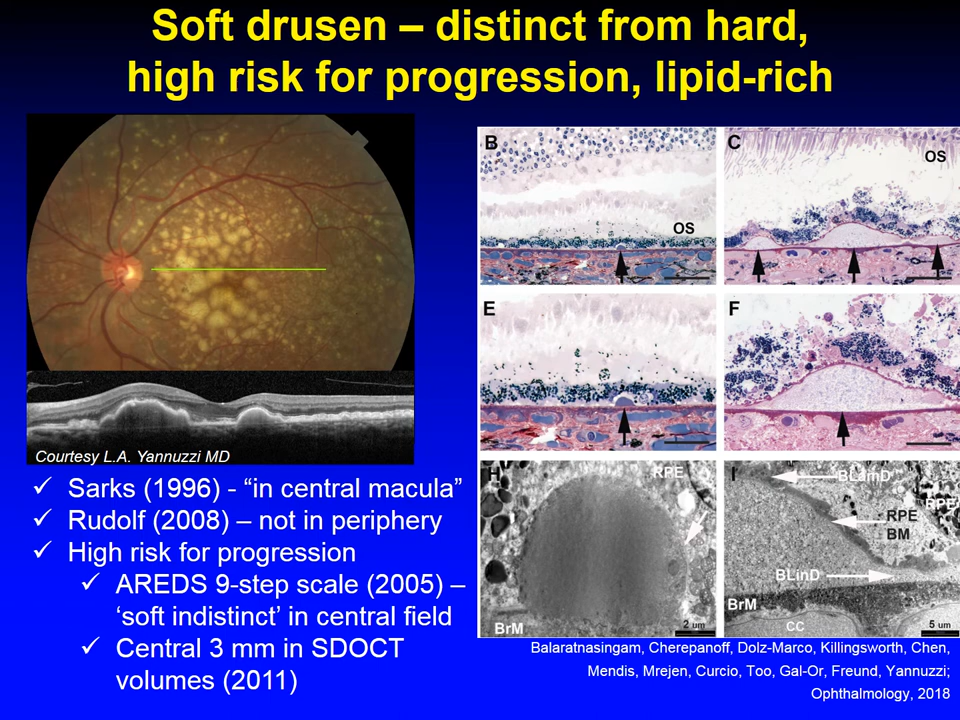 Soft drusen – distinct from hard,
high risk for progression, lipid-rich
Courtesy L.A. Yannuzzi MD
✓ Sarks (1996) - “in central macula”
✓ Rudolf (2008) – not in periphery
✓ High risk for progression
✓ AREDS 9-step scale (2005) –
‘soft indistinct’ in central field
✓ Central 3 mm in SDOCT
volumes (2011)
B
OS
C
OS
E
F
H
RPE
BrM
2 um
I
BLamD
RPE
RPE
BM
BLinD
BrM
CC
5 um
Balaratnasingam, Cherepanoff, Dolz-Marco, Killingsworth, Chen,
Mendis, Mrejen, Curcio, Too, Gal-Or, Freund, Yannuzzi;
Ophthalmology, 2018